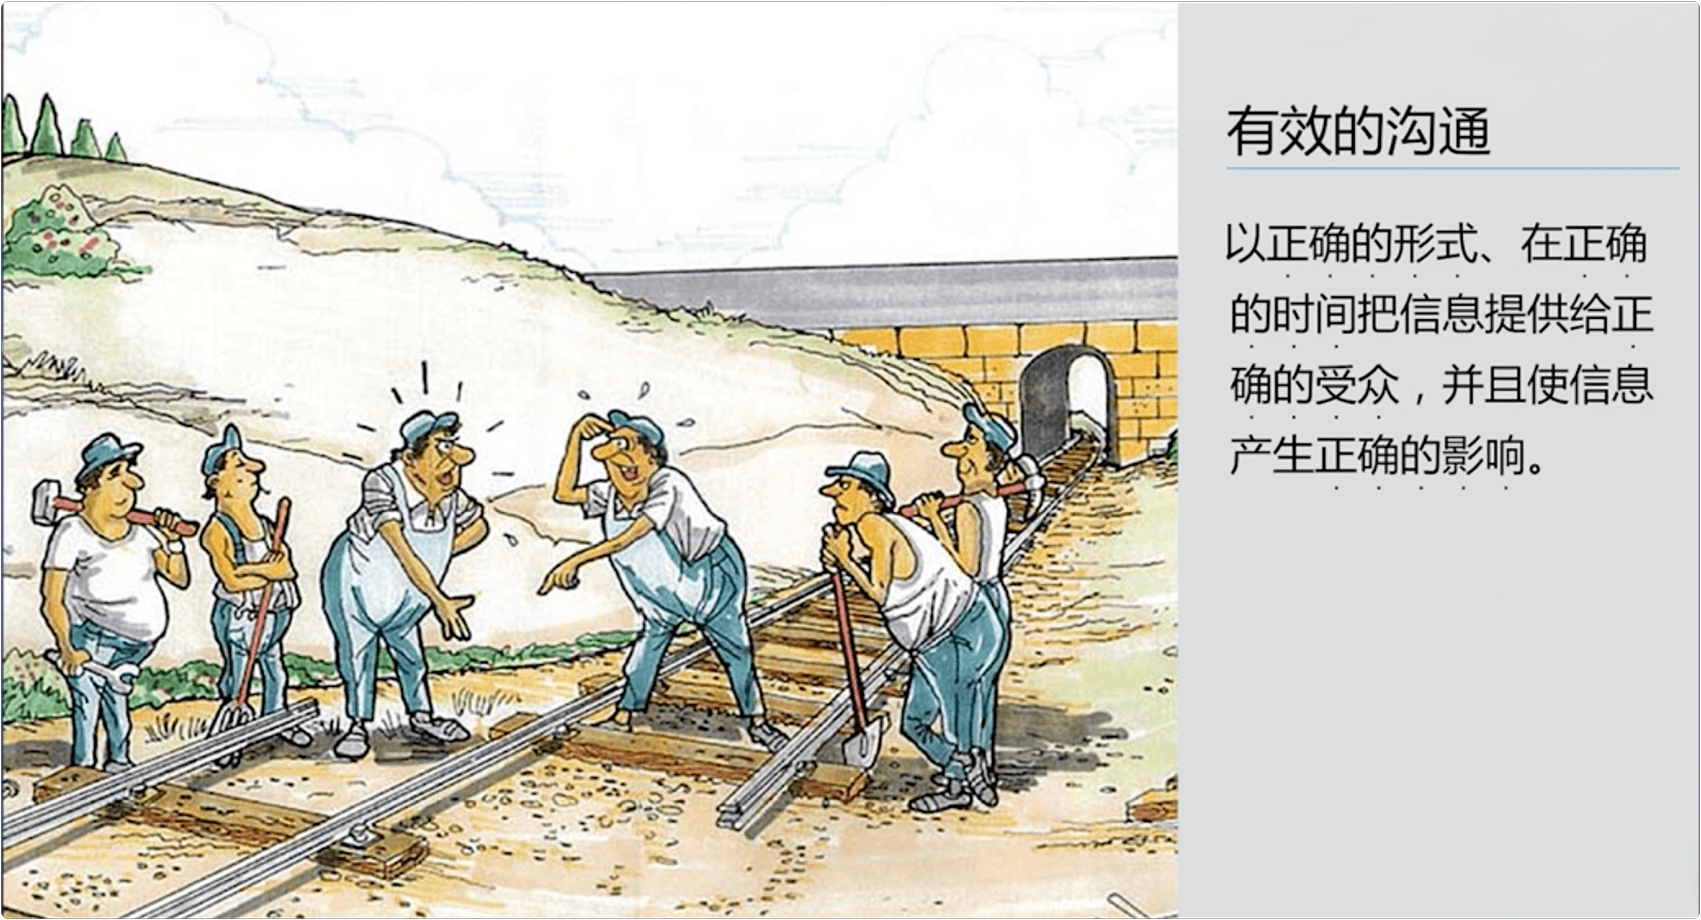 有效的沟通
以正确的形式、在正确
的时间把信息提供给正
确的受众，并且使信息
产生正确的影响。